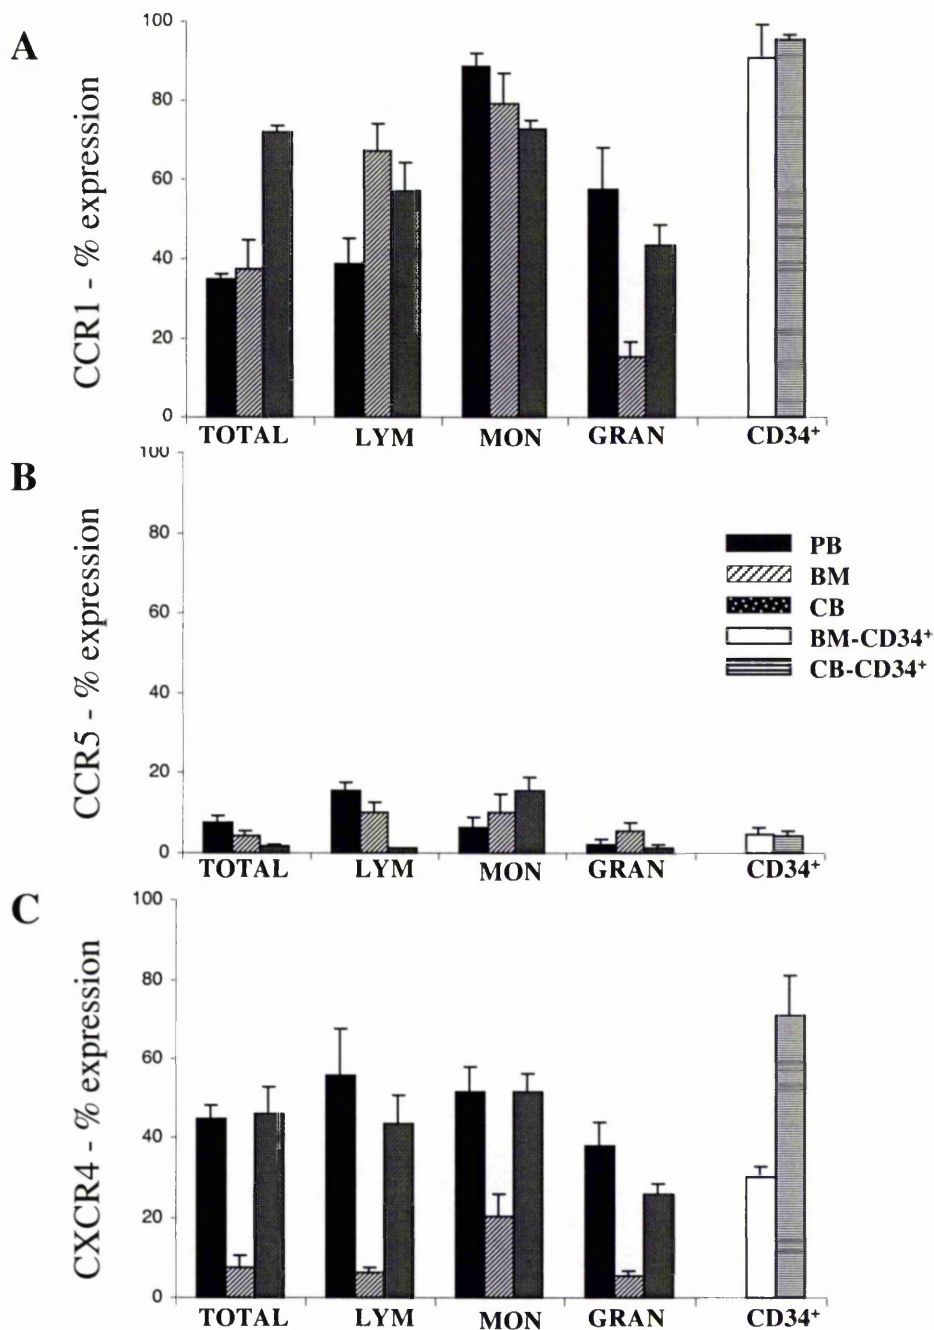 A
CCR1 - % expression
100
80
60
40
20
0
TOTAL LYM MON GRAN CD34⁺
B
CCR5 - % expression
100
80
60
40
20
0
PB
BM
CB
BM-CD34⁺
CB-CD34⁺
TOTAL LYM MON GRAN CD34⁺
C
CXCR4 - % expression
100
80
60
40
20
0
TOTAL LYM MON GRAN CD34⁺